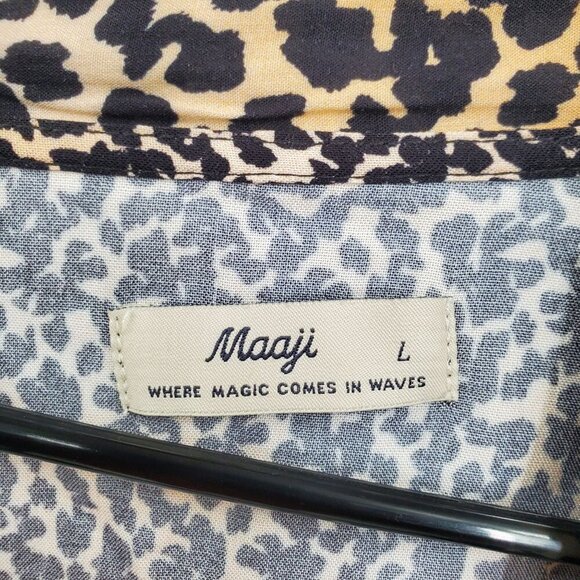 Maaji L
WHERE MAGIC COMES IN WAVES